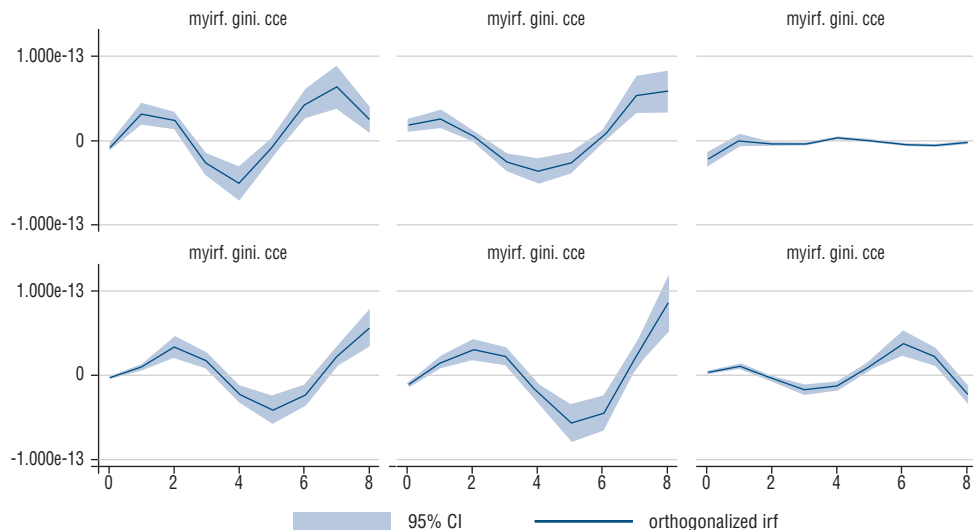 myirf. gini. cce myirf. gini. cce myirf. gini. cce
1.000e-13
0
-1.000e-13
myirf. gini. cce myirf. gini. cce myirf. gini. cce
1.000e-13
0
-1.000e-13
0 2 4 6 8 0 2 4 6 8 0 2 4 6 8
95% CI orthogonalized irf